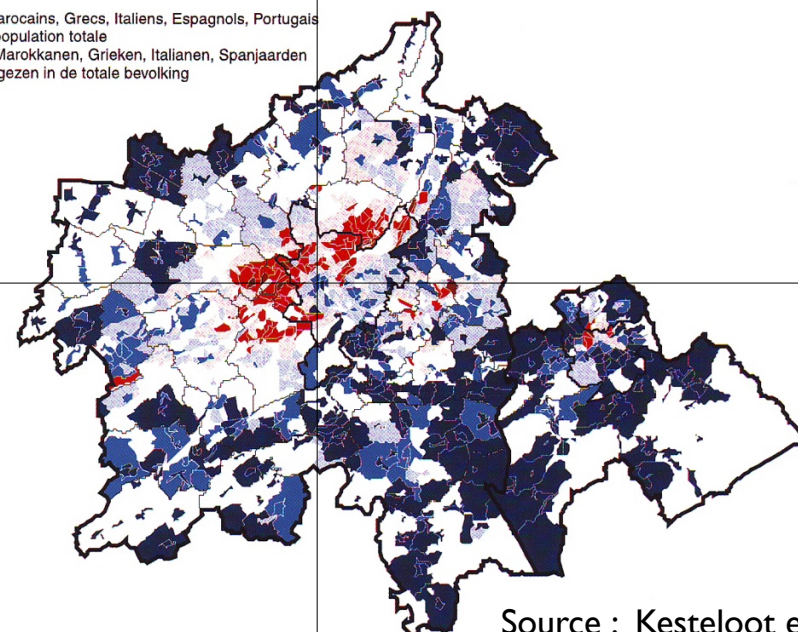 arocains, Grecs, Italiens, Espagnols, Portugais
population totale
Marokkanen, Grieken, Italianen, Spanjaarden
gezen in de totale bevolking
Source : Kesteloot e